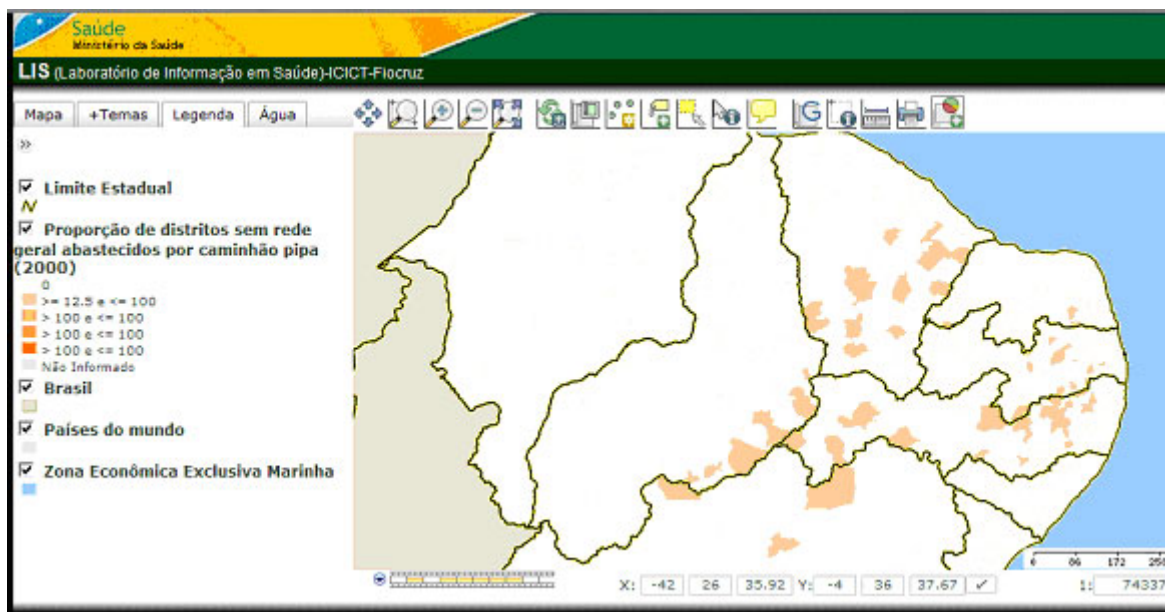 Saúde
Ministério da Saúde
LIS (Laboratório de Informação em Saúde)-ICICT-Fiocruz
Mapa +Temas Legenda Água
»
Limite Estadual
Proporção de distritos sem rede
geral abastecidos por caminhão pipa
(2000)
0
>= 12.5 e <= 100
> 100 e <= 100
> 100 e <= 100
> 100 e <= 100
Não Informado
Brasil
Países do mundo
Zona Econômica Exclusiva Marinha
0 86 172 258
X: -42 26 35.92 Y: -4 36 37.67 1: 74337